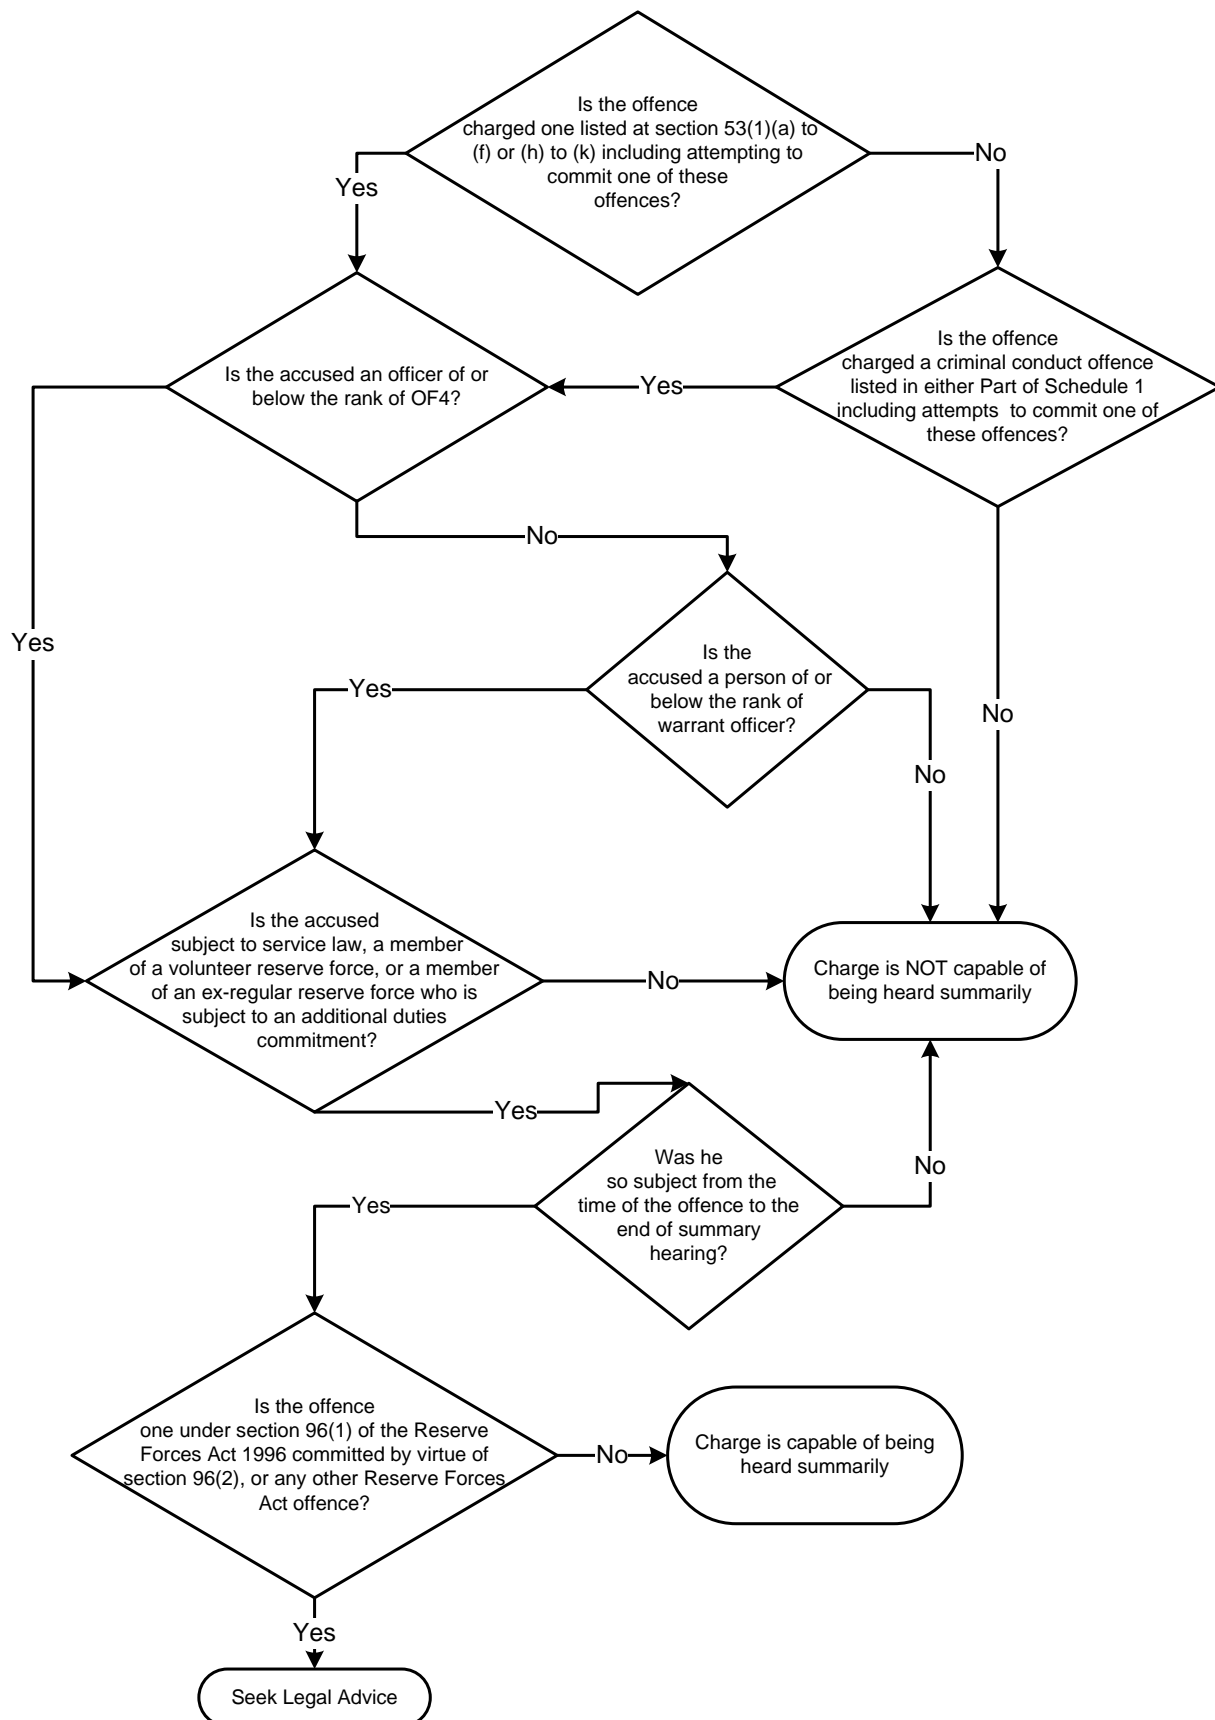 Is the offence
charged one listed at section 53(1)(a) to
(f) or (h) to (k) including attempting to
commit one of these
offences?
Yes
No
Is the accused an officer of or
below the rank of OF4?
Yes
Is the offence
charged a criminal conduct offence
listed in either Part of Schedule 1
including attempts  to commit one of
these offences?
No
Yes
Is the
accused a person of or
below the rank of
warrant officer?
Yes
No
No
Is the accused
subject to service law, a member
of a volunteer reserve force, or a member
of an ex-regular reserve force who is
subject to an additional duties
commitment?
No
Charge is NOT capable of
being heard summarily
Yes
Was he
so subject from the
time of the offence to the
end of summary
hearing?
No
Yes
Is the offence
one under section 96(1) of the Reserve
Forces Act 1996 committed by virtue of
section 96(2), or any other Reserve Forces
Act offence?
No
Charge is capable of being
heard summarily
Yes
Seek Legal Advice